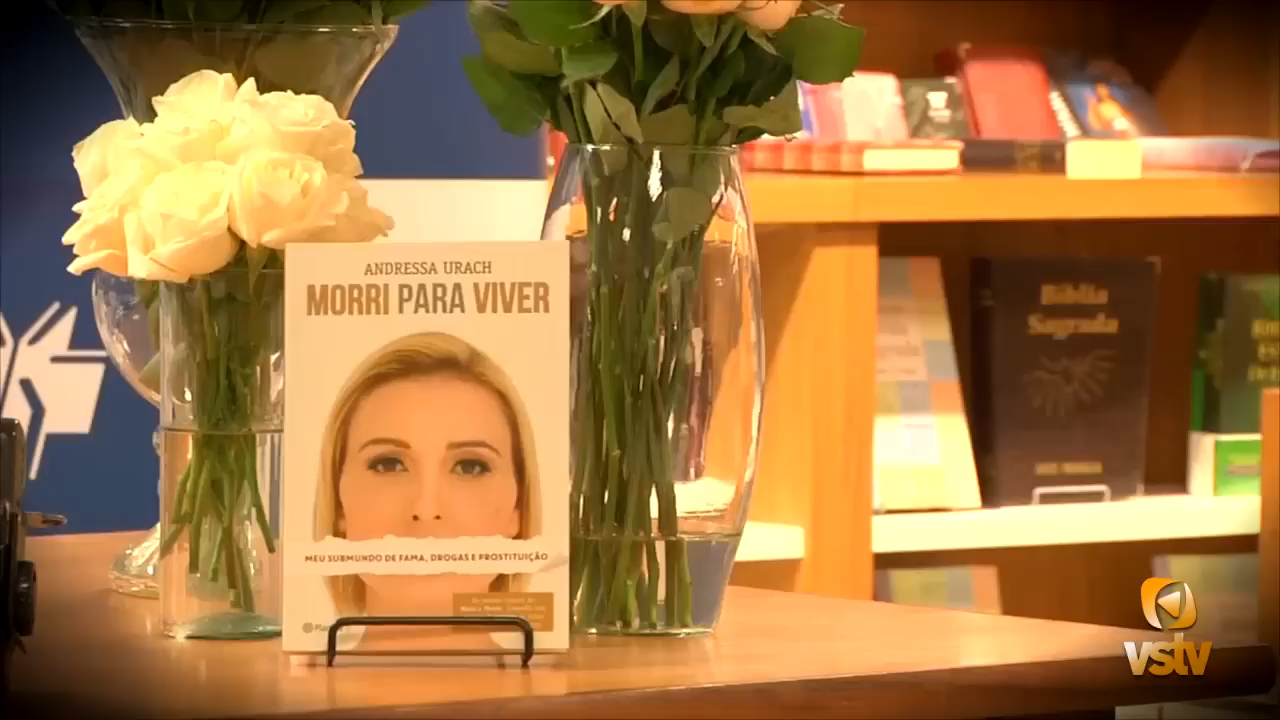 ANDRESSA URACH
MORRI PARA VIVER
MEU SUBMUNDO DE FAMA, DROGAS E PROSTITUIÇÃO
Bíblia
Sagrada
vstv